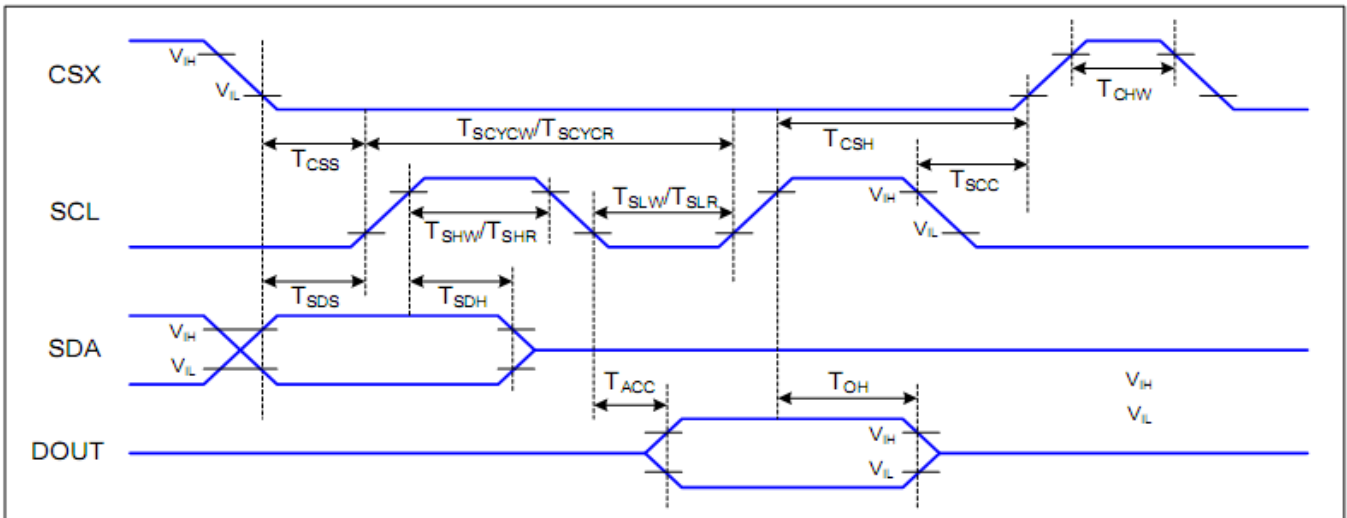 CSX
VIH
VIL
TCHW
TCSS
TSCYCW/TSCYCR
TCSH
TSCC
SCL
TSHW/TSHR
TSLW/TSLR
VIH
VIL
TSDS
TSDH
SDA
VIH
VIL
TACC
TOH
VIH
VIL
DOUT
VIH
VIL